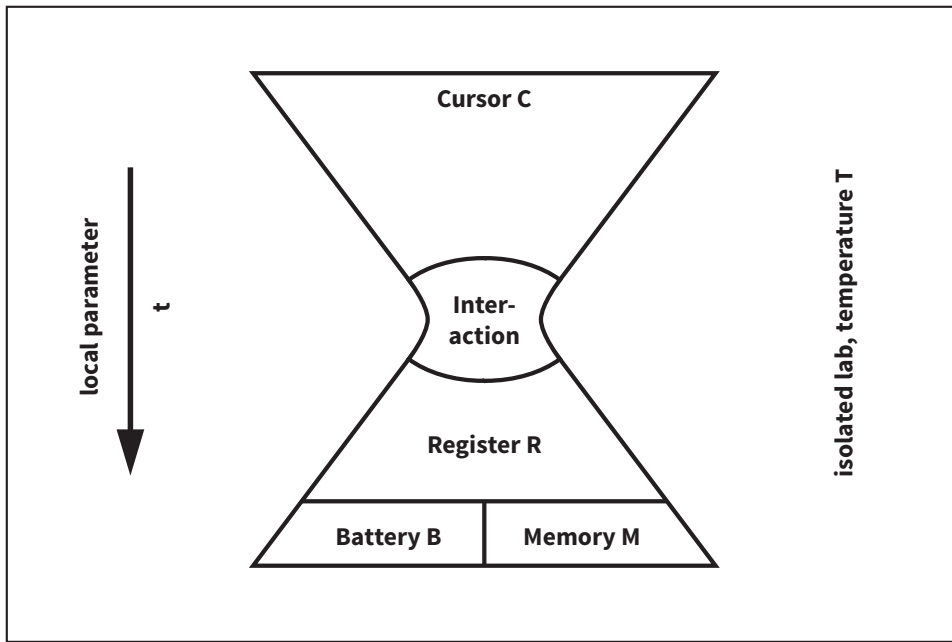 Cursor C
local parameter
t
Inter-
action
isolated lab, temperature T
Register R
Battery B
Memory M